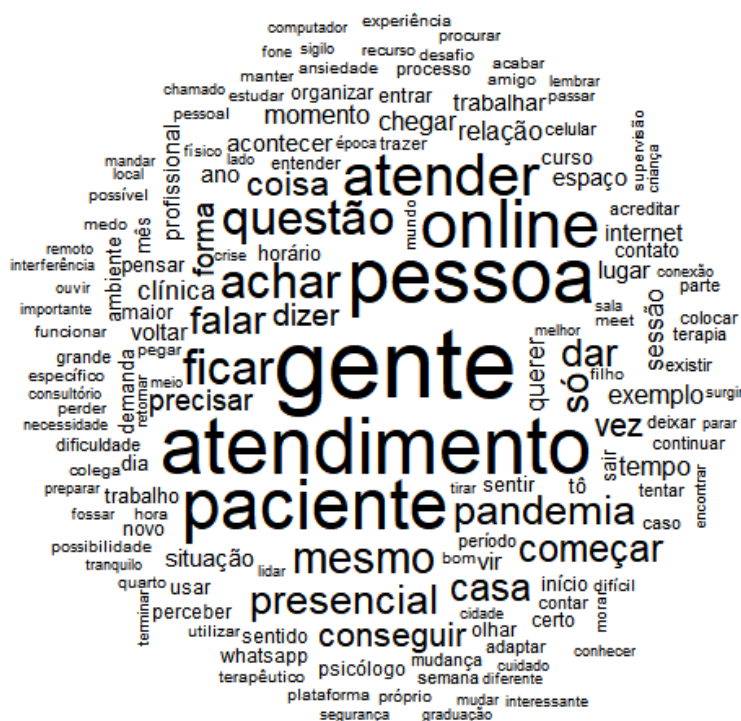 computador experiência
procurar
fone sigilo recurso desafio
acabar
manter ansiedade processo amigo
chamado estudar organizar entrar lembrar
pessoal momento chegar trabalhar passar
físico acontecer época trazer relação celular
profissional lado entender supervisão
mandar ano coisa atender curso criança
local espaço
possível forma questão mundo online acreditar
medo mês internet
remoto ambiente pensar crise horário contato
interferência achar pessoa lugar conexão
ouvir clínica parte
importante maior falar dizer sala sessão colocar
funcionar voltar meet terapia
grande demanda pegar gente querer melhor dar existir
específico retornar meio ficar só filho exemplo surgir
consultório precisar
perder
necessidade atendimento vez deixar parar
dificuldade continuar
colega dia sair tempo
preparar trabalho paciente tirar sentir tô tentar encontrar
fossar hora pandemia caso
novo período
possibilidade situação mesmo bom vir começar
tranquilo lidar
quarto usar presencial casa início difícil
terminar perceber cidade contar morar
utilizar sentido conseguir olhar certo
whatsapp adaptar conhecer
terapêutico psicólogo mudança cuidado
semana diferente
plataforma próprio mudar interessante
segurança graduação